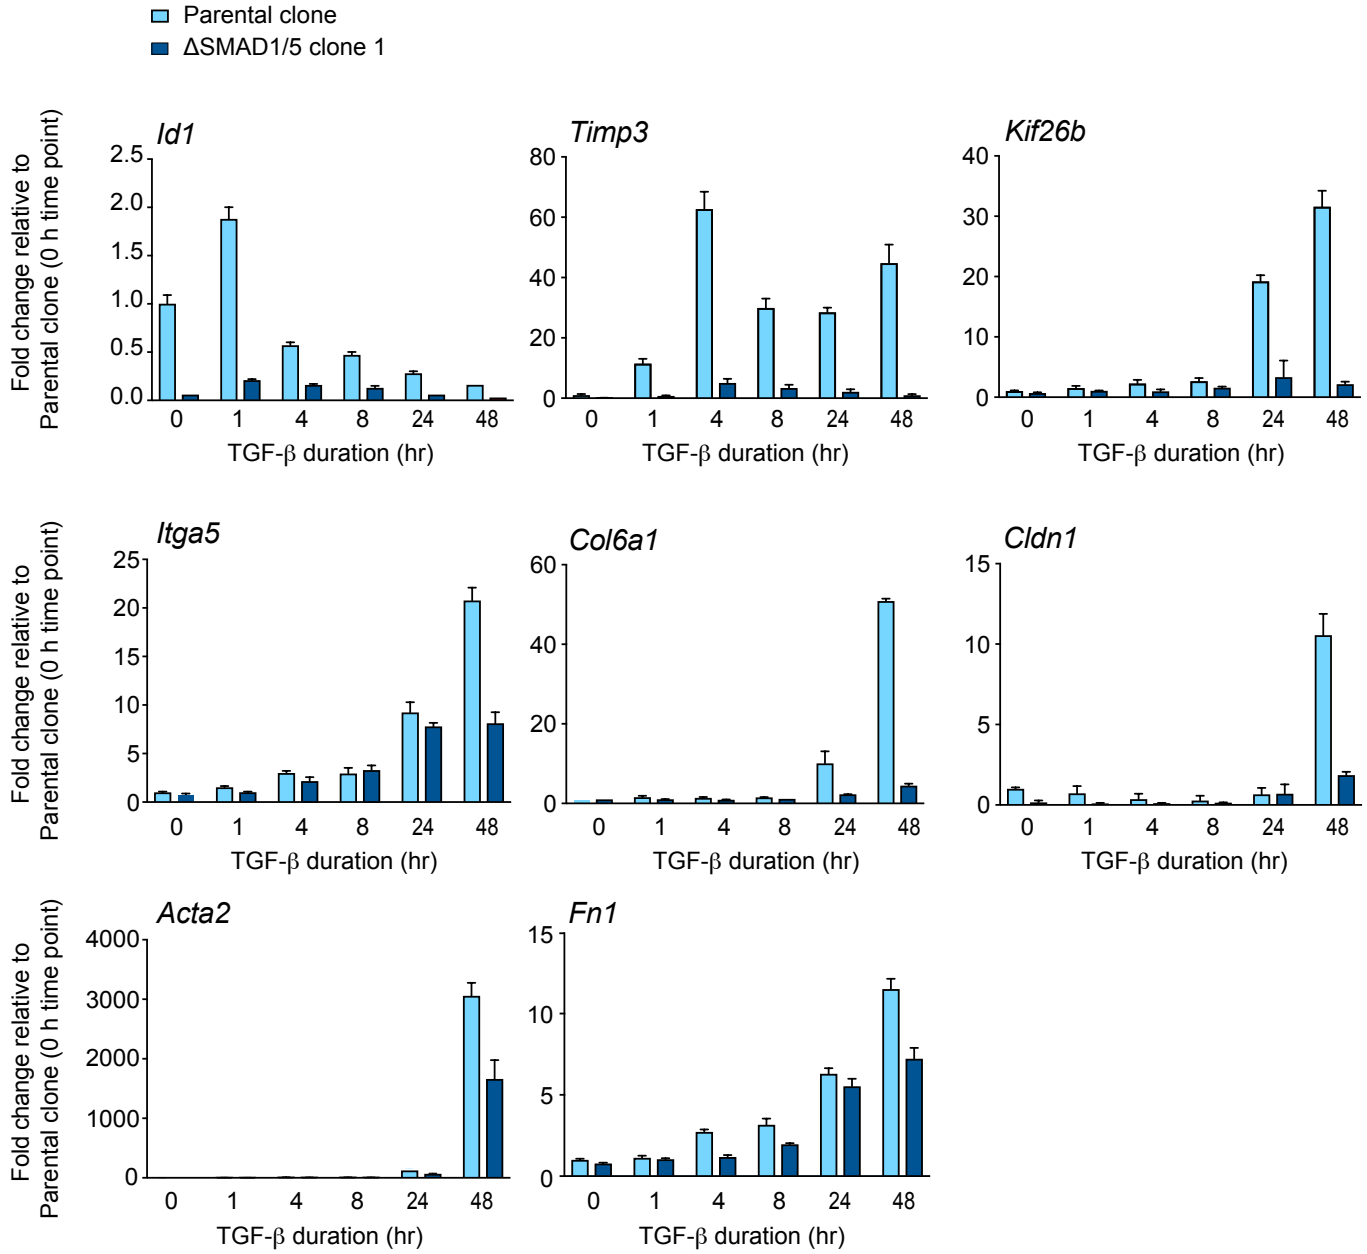 Parental clone
ΔSMAD1/5 clone 1
Fold change relative to
Parental clone (0 h time point)
Id1
2.5
2.0
1.5
1.0
0.5
0.0
0 1 4 8 24 48
TGF-β duration (hr)
Timp3
80
60
40
20
0
0 1 4 8 24 48
TGF-β duration (hr)
Kif26b
40
30
20
10
0
0 1 4 8 24 48
TGF-β duration (hr)
Fold change relative to
Parental clone (0 h time point)
Itga5
25
20
15
10
5
0
0 1 4 8 24 48
TGF-β duration (hr)
Col6a1
60
40
20
0
0 1 4 8 24 48
TGF-β duration (hr)
Cldn1
15
10
5
0
0 1 4 8 24 48
TGF-β duration (hr)
Fold change relative to
Parental clone (0 h time point)
Acta2
4000
3000
2000
1000
0
0 1 4 8 24 48
TGF-β duration (hr)
Fn1
15
10
5
0
0 1 4 8 24 48
TGF-β duration (hr)